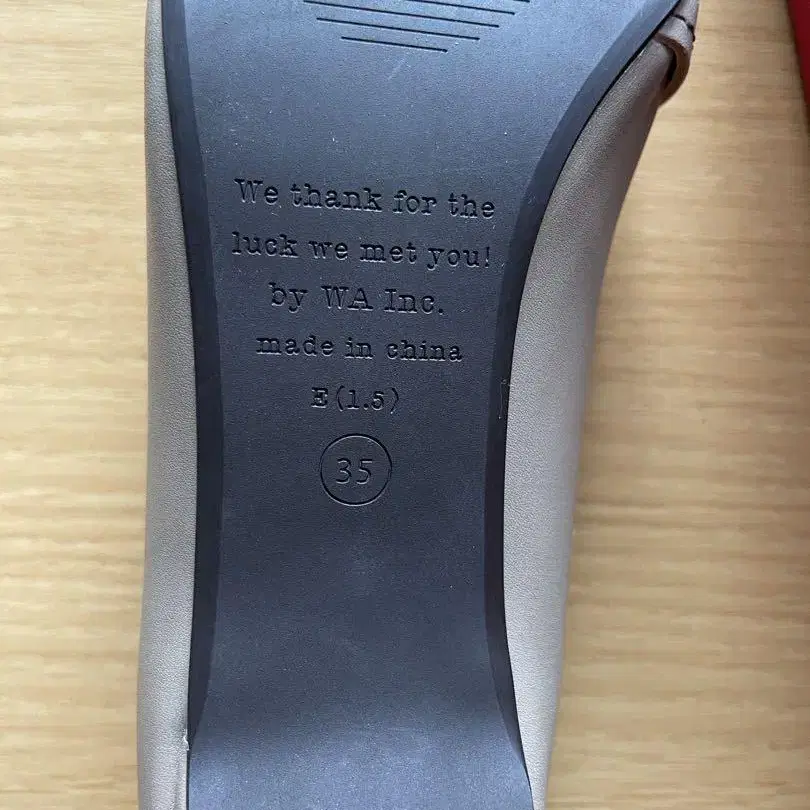 We thank for the
luck we met you!
by WA Inc.
made in china
E(1.5)
35